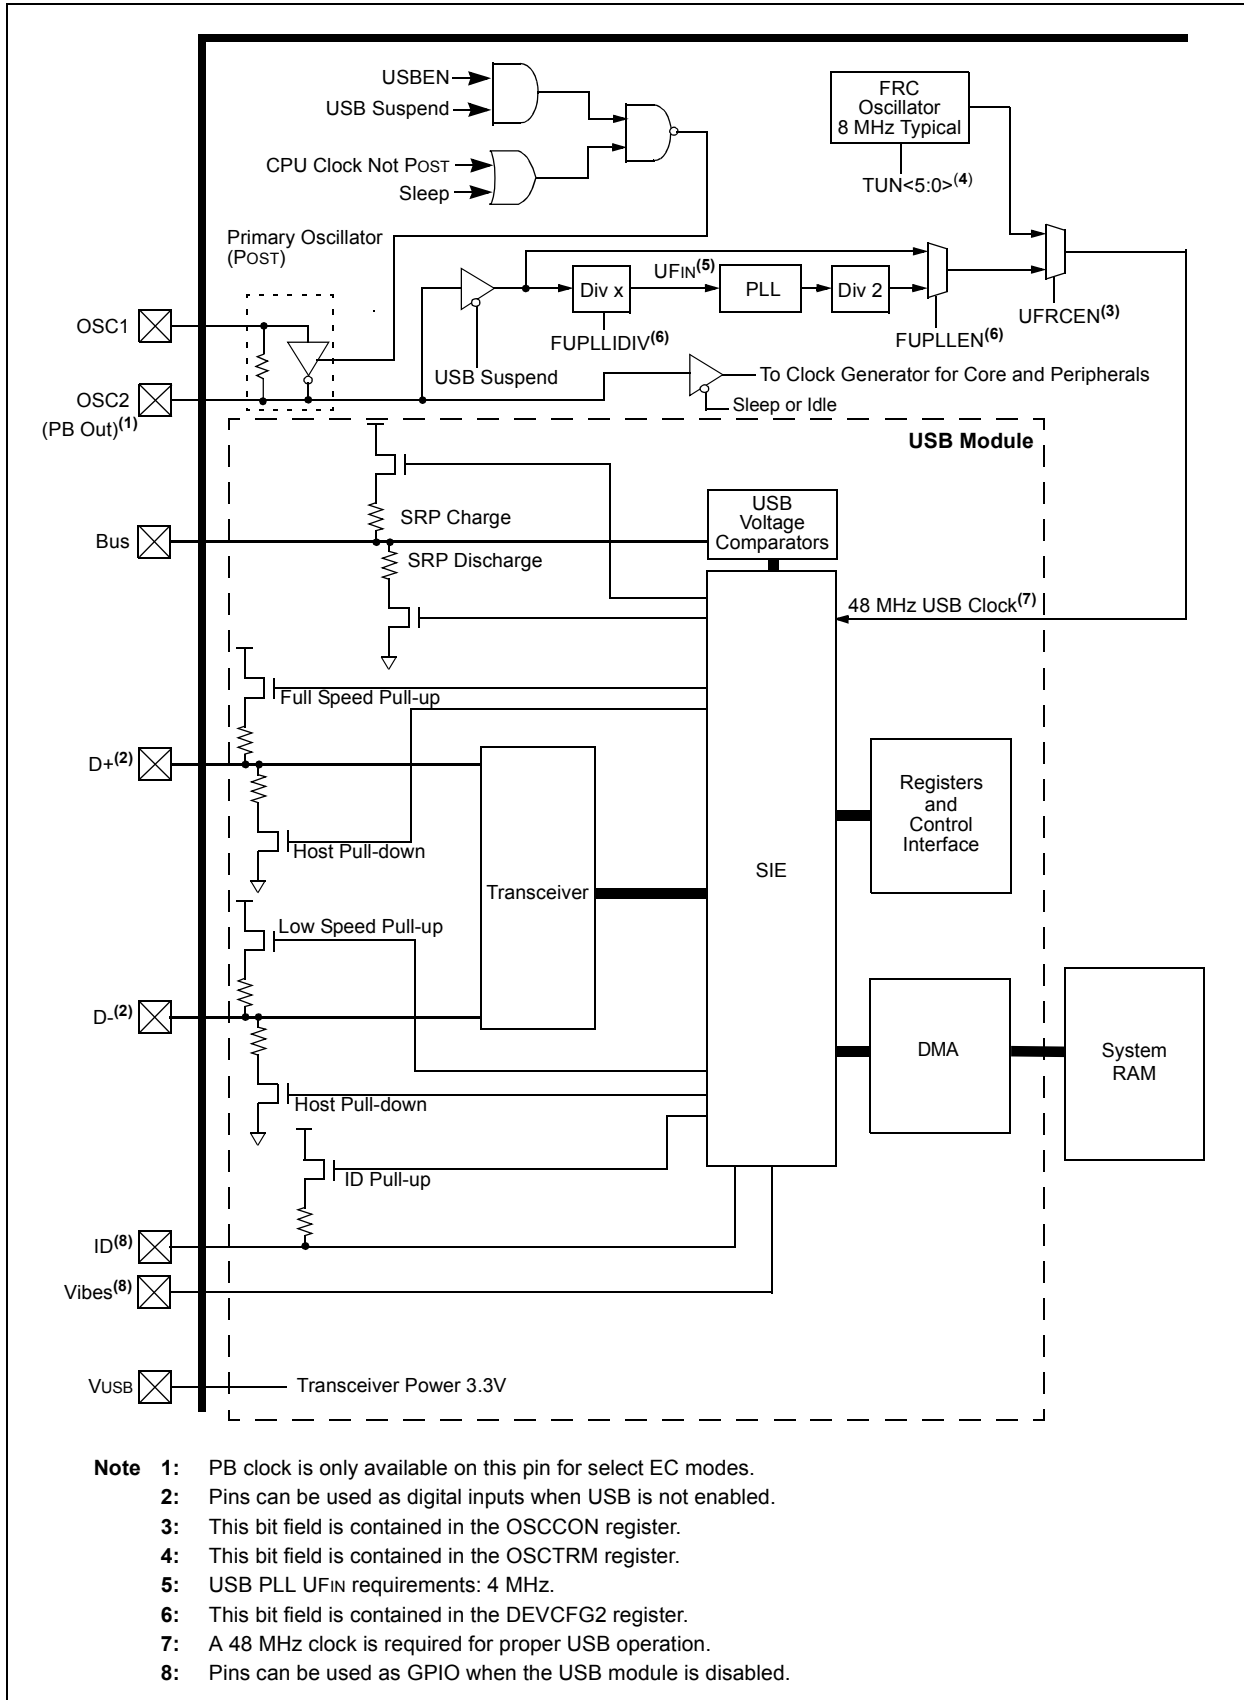 USBEN
USB Suspend
CPU Clock Not POST
Sleep
FRC
Oscillator
8 MHz Typical
TUN<5:0>(4)
Primary Oscillator
(POST)
UFIN(5)
Div x
PLL
Div 2
FUPLLIDIV(6)
FUPLLEN(6)
UFRCEN(3)
OSC1
USB Suspend
To Clock Generator for Core and Peripherals
OSC2
(PB Out)(1)
Sleep or Idle
USB Module
USB
Voltage
Comparators
SRP Charge
Bus
SRP Discharge
48 MHz USB Clock(7)
Full Speed Pull-up
D+(2)
Registers
and
Control
Interface
Host Pull-down
SIE
Transceiver
Low Speed Pull-up
D-(2)
DMA
System
RAM
Host Pull-down
ID Pull-up
ID(8)
Vibes(8)
VUSB
Transceiver Power 3.3V
Note 1: PB clock is only available on this pin for select EC modes.
2: Pins can be used as digital inputs when USB is not enabled.
3: This bit field is contained in the OSCCON register.
4: This bit field is contained in the OSCTRM register.
5: USB PLL UFIN requirements: 4 MHz.
6: This bit field is contained in the DEVCFG2 register.
7: A 48 MHz clock is required for proper USB operation.
8: Pins can be used as GPIO when the USB module is disabled.